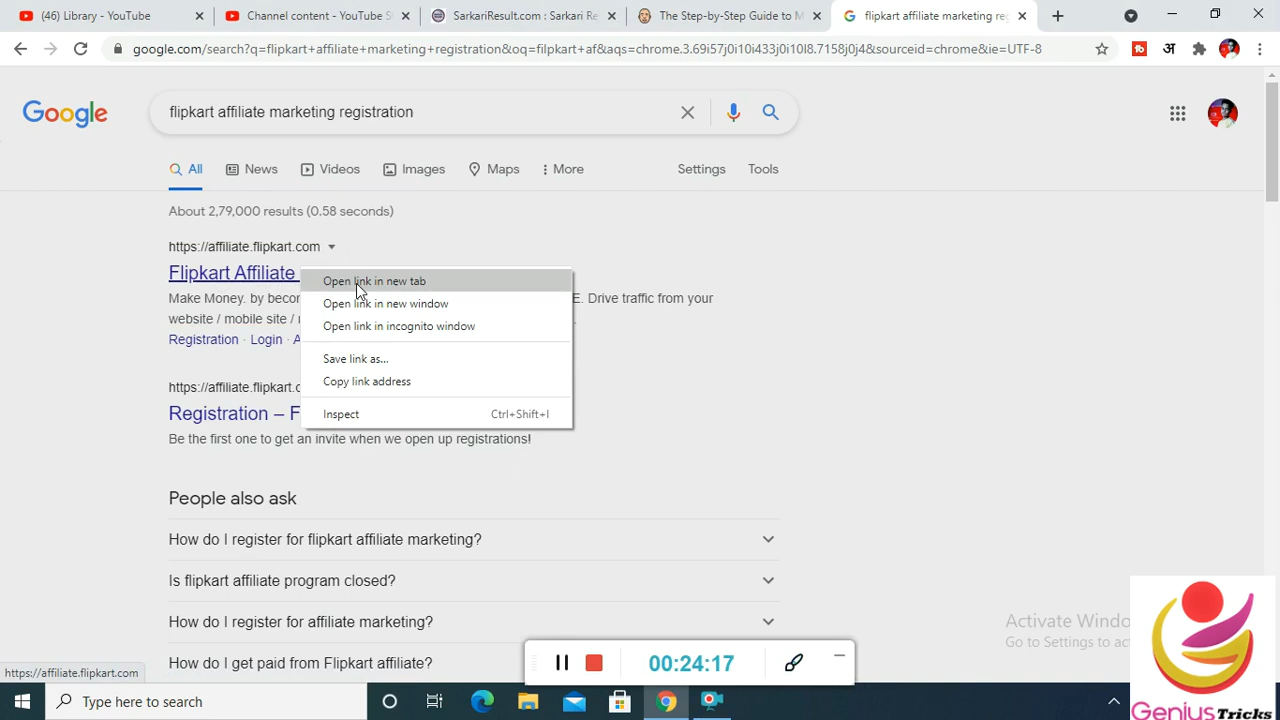 (46) Library - YouTube
Channel content - YouTube S
SarkariResult.com : Sarkari Re
The Step-by-Step Guide to M
flipkart affiliate marketing reg
google.com/search?q=flipkart+affiliate+marketing+registration&oq=filpkart+af&aqs=chrome.3.69i57j0i10i433j0i10l8.7158j0j4&sourceid=chrome&ie=UTF-8
अ
Google
flipkart affiliate marketing registration
All
News
Videos
Images
Maps
More
Settings
Tools
About 2,79,000 results (0.58 seconds)
https://affiliate.flipkart.com
Flipkart Affiliate
Open link in new tab
Make Money. by becor
E. Drive traffic from your
Open link in new window
website / mobile site /
Open link in incognito window
Registration · Login · A
Save link as...
Copy link address
https://affiliate.flipkart.c
Registration – F
Inspect
Ctrl+Shift+I
Be the first one to get an invite when we open up registrations!
People also ask
How do I register for flipkart affiliate marketing?
Is flipkart affiliate program closed?
How do I register for affiliate marketing?
How do I get paid from Flipkart affiliate?
Activate Windo
Go to Settings to act
00:24:17
https://affiliate.flipkart.com
Type here to search
Genius Tricks